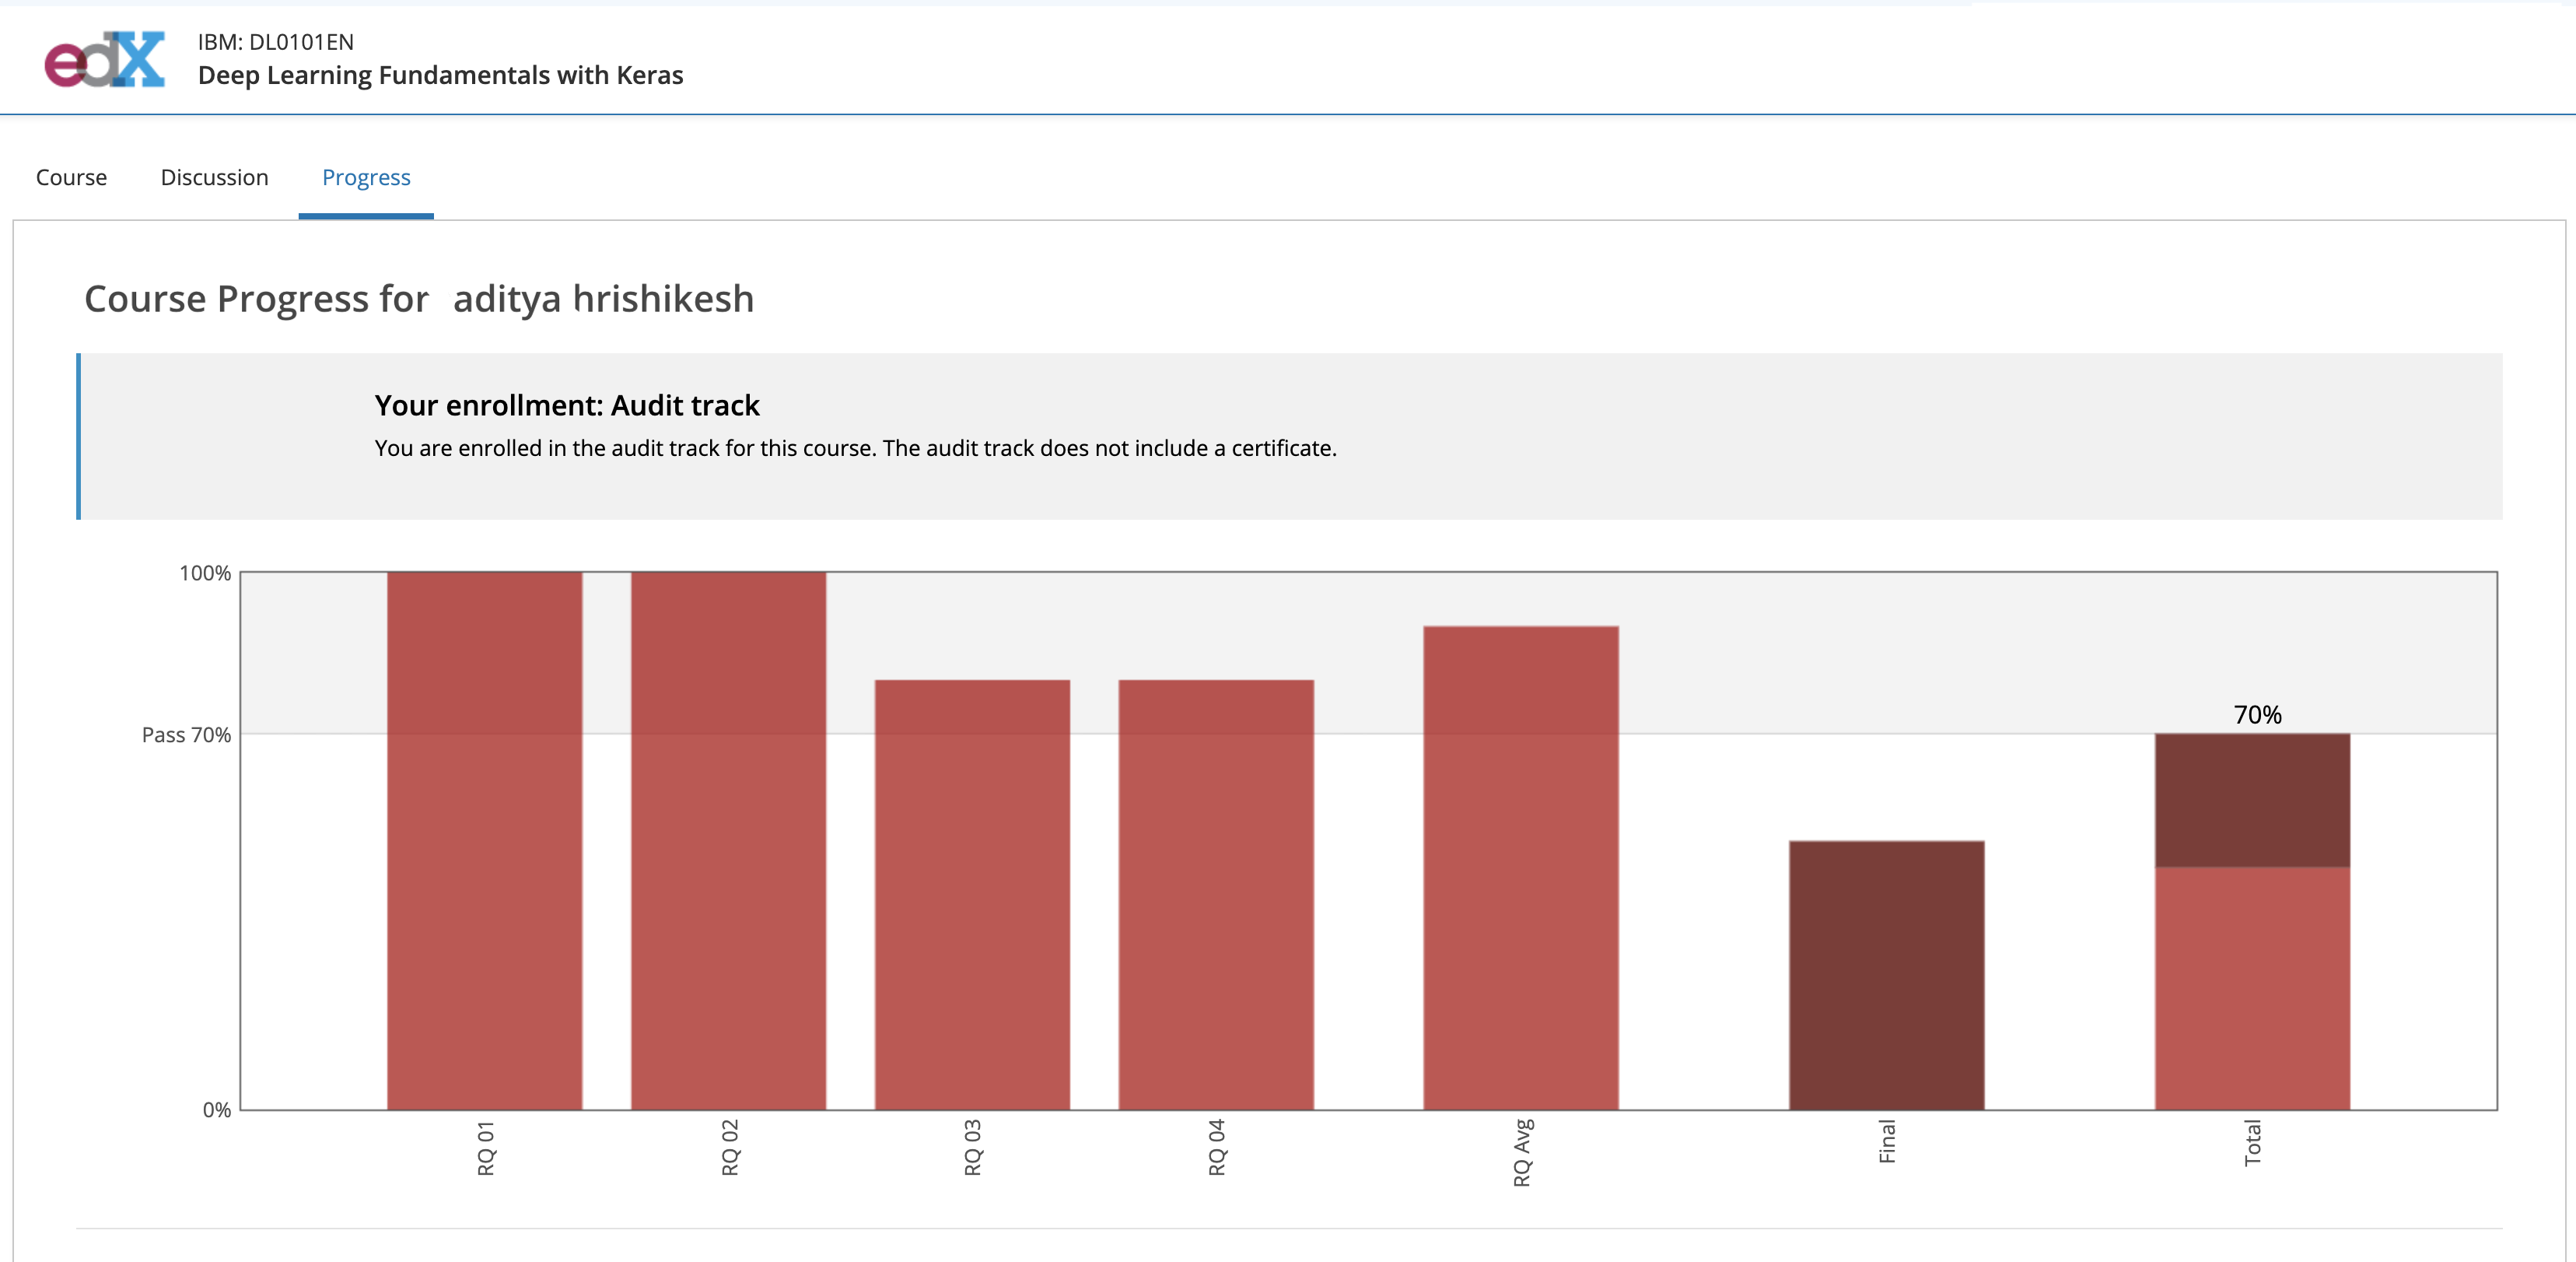 edX
IBM: DL0101EN
Deep Learning Fundamentals with Keras
Course Discussion Progress
Course Progress for aditya hrishikesh
Your enrollment: Audit track
You are enrolled in the audit track for this course. The audit track does not include a certificate.
100%
70%
Pass 70%
0%
RQ 01
RQ 02
RQ 03
RQ 04
RQ Avg
Final
Total